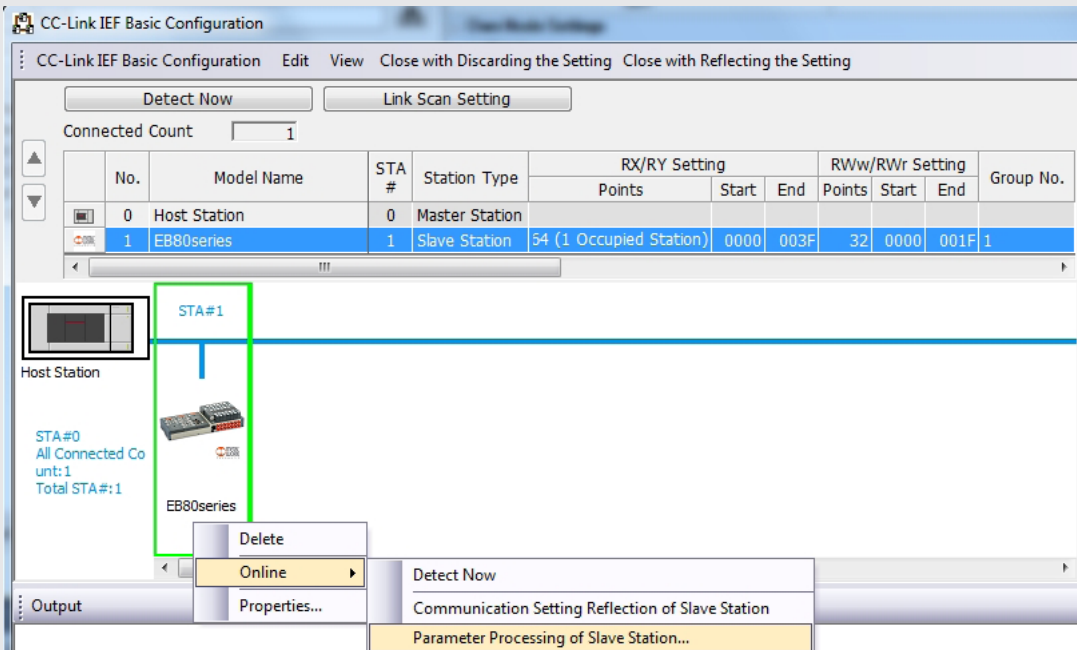 CC-Link IEF Basic Configuration
CC-Link IEF Basic Configuration Edit View Close with Discarding the Setting Close with Reflecting the Setting
Detect Now Link Scan Setting
Connected Count 1
No. Model Name STA # Station Type RX/RY Setting RWw/RWr Setting Group No.
Points Start End Points Start End
0 Host Station 0 Master Station
1 EB80series 1 Slave Station 54 (1 Occupied Station) 0000 003F 32 0000 001F 1
STA#1
Host Station
STA#0
All Connected Co
unt:1
Total STA#:1
EB80series
Delete
Online
Properties...
Detect Now
Communication Setting Reflection of Slave Station
Parameter Processing of Slave Station...
Output